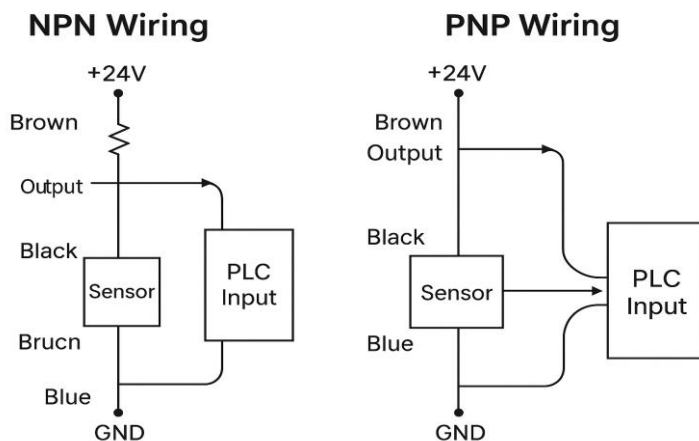 NPN Wiring
+24V
Brown
Output
Black
Sensor
PLC
Input
Brucn
Blue
GND
PNP Wiring
+24V
Brown
Output
Black
Sensor
PLC
Input
Blue
GND